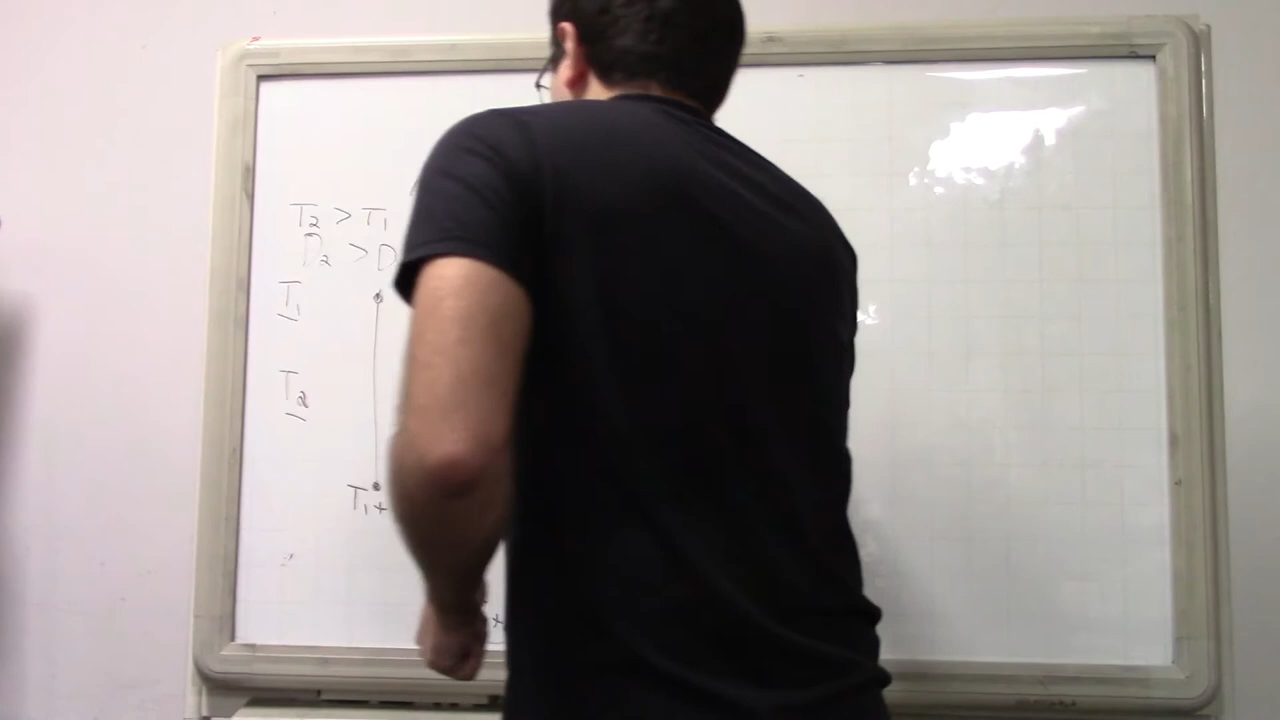 T₂ > T₁
D₂ > D
T₁
T₂
T₁ +
x